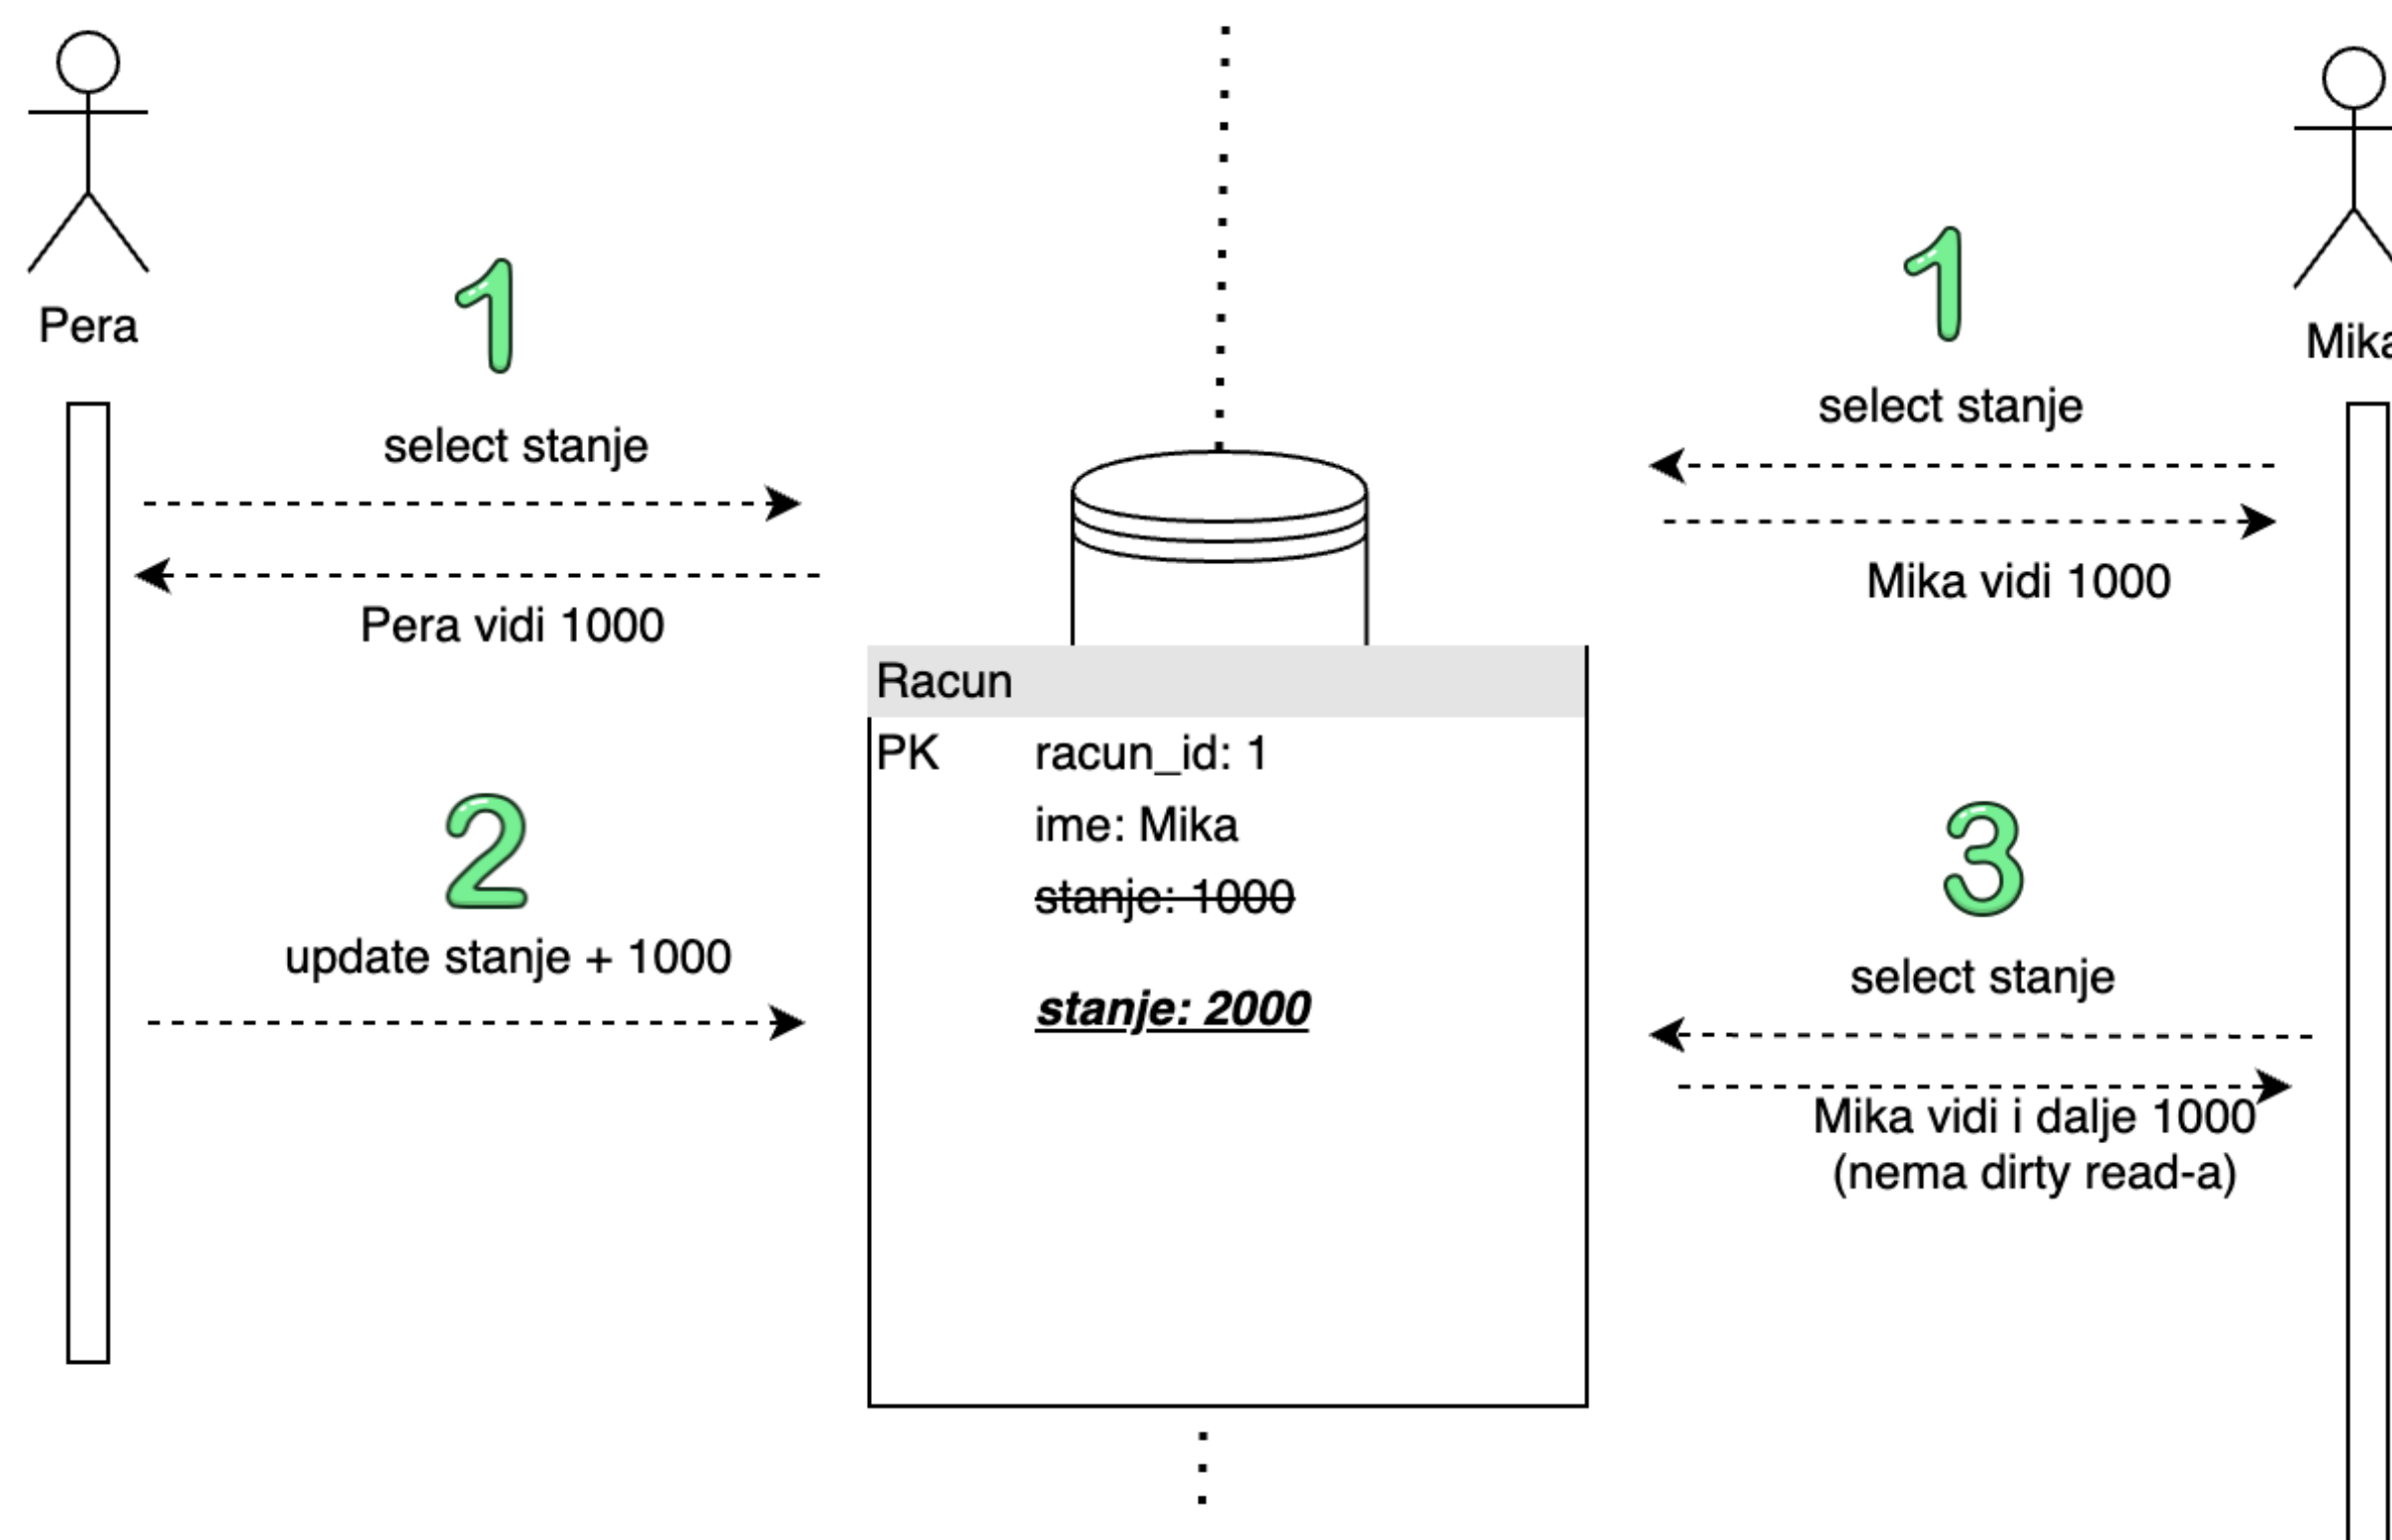 Pera
1
select stanje
Pera vidi 1000
2
update stanje + 1000
Racun
PK racun_id: 1
ime: Mika
stanje: 1000
stanje: 2000
Mika
1
select stanje
Mika vidi 1000
3
select stanje
Mika vidi i dalje 1000
(nema dirty read-a)